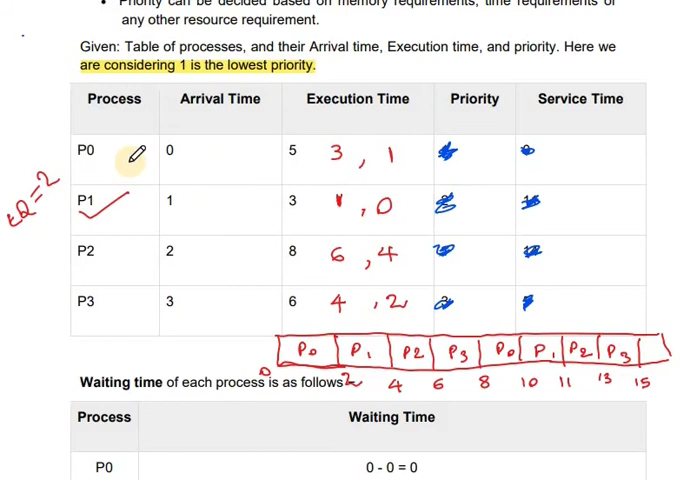 Priority can be decided based on memory requirements, time requirements or
any other resource requirement.
Given: Table of processes, and their Arrival time, Execution time, and priority. Here we
are considering 1 is the lowest priority.
Process Arrival Time Execution Time Priority Service Time
P0 0 5 3 , 1
tQ=2
P1 1 3 1 , 0
P2 2 8 6 , 4
P3 3 6 4 , 2
P0 P1 P2 P3 P0 P1 P2 P3
0 2 4 6 8 10 11 13 15
Waiting time of each process is as follows
Process Waiting Time
P0 0 - 0 = 0